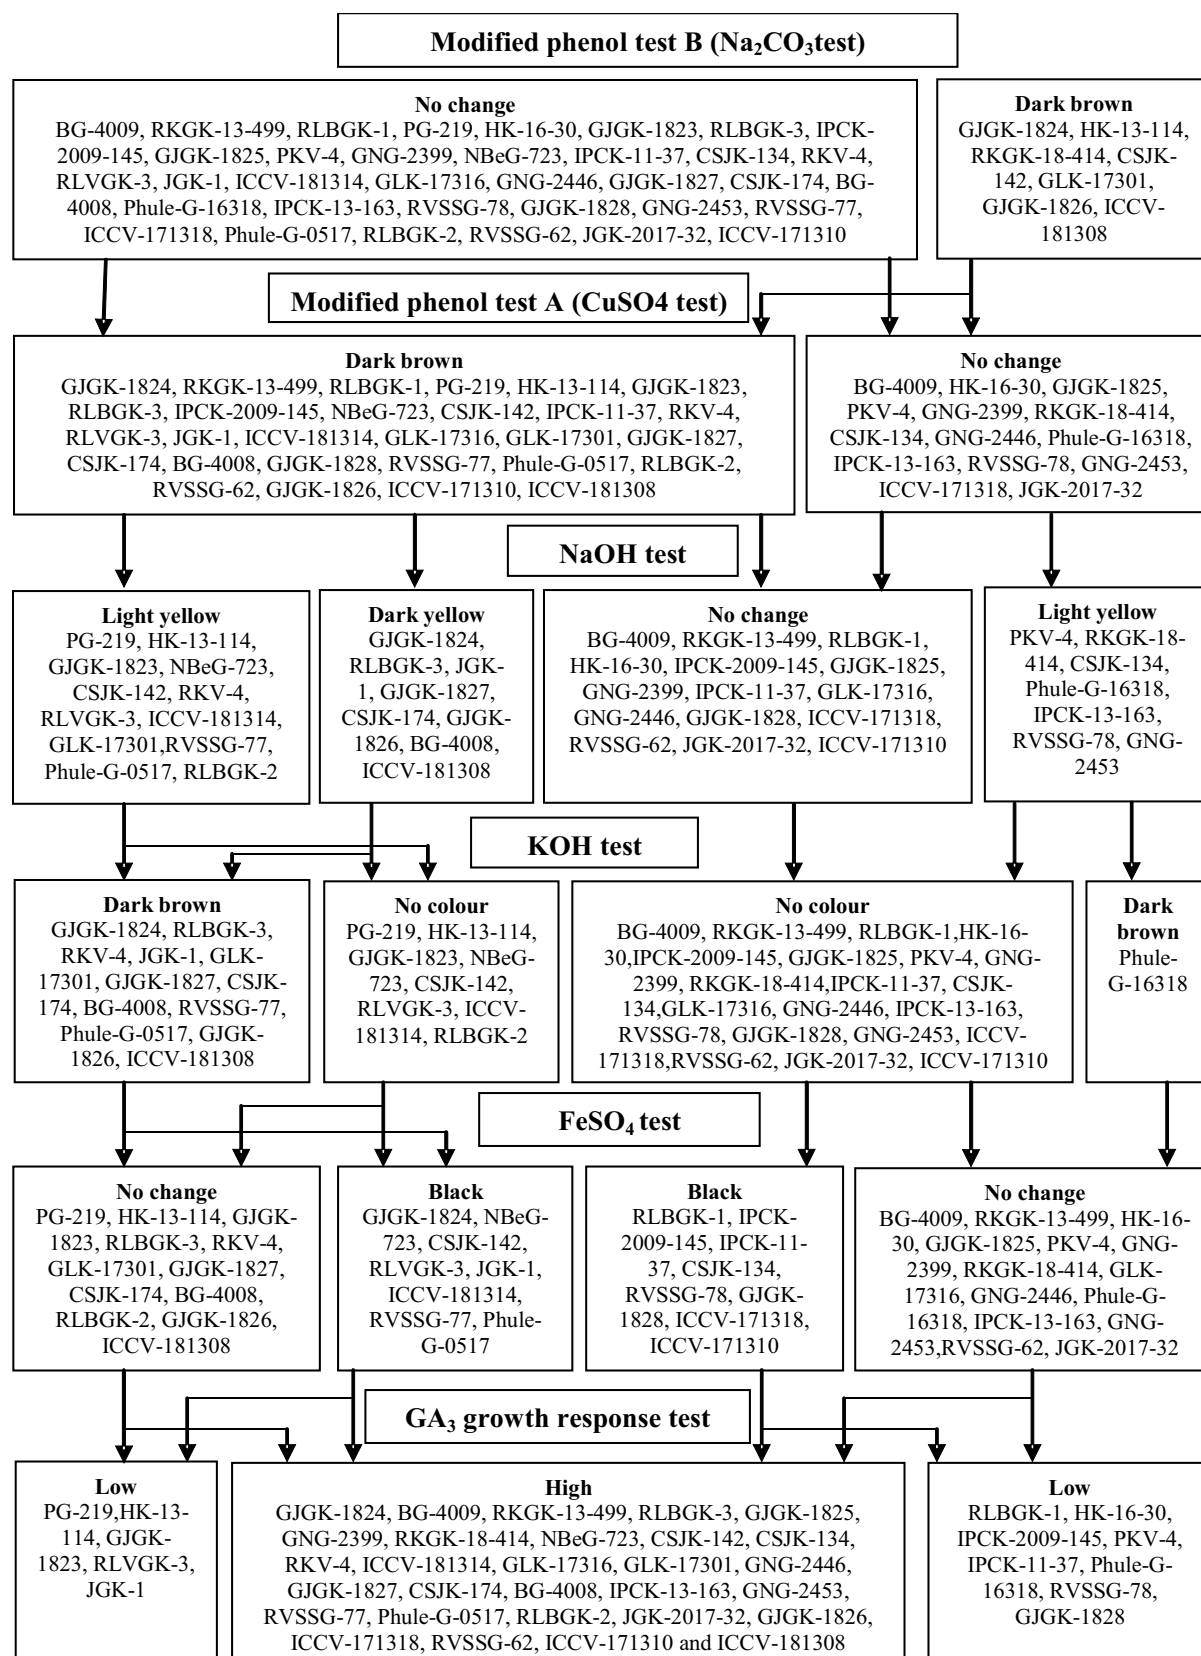 Modified phenol test B (Na₂CO₃test)
No change
BG-4009, RKGK-13-499, RLBGK-1, PG-219, HK-16-30, GJGK-1823, RLBGK-3, IPCK-
2009-145, GJGK-1825, PKV-4, GNG-2399, NBeG-723, IPCK-11-37, CSJK-134, RKV-4,
RLVGK-3, JGK-1, ICCV-181314, GLK-17316, GNG-2446, GJGK-1827, CSJK-174, BG-
4008, Phule-G-16318, IPCK-13-163, RVSSG-78, GJGK-1828, GNG-2453, RVSSG-77,
ICCV-171318, Phule-G-0517, RLBGK-2, RVSSG-62, JGK-2017-32, ICCV-171310
Dark brown
GJGK-1824, HK-13-114,
RKGK-18-414, CSJK-
142, GLK-17301,
GJGK-1826, ICCV-
181308
Modified phenol test A (CuSO4 test)
Dark brown
GJGK-1824, RKGK-13-499, RLBGK-1, PG-219, HK-13-114, GJGK-1823,
RLBGK-3, IPCK-2009-145, NBeG-723, CSJK-142, IPCK-11-37, RKV-4,
RLVGK-3, JGK-1, ICCV-181314, GLK-17316, GLK-17301, GJGK-1827,
CSJK-174, BG-4008, GJGK-1828, RVSSG-77, Phule-G-0517, RLBGK-2,
RVSSG-62, GJGK-1826, ICCV-171310, ICCV-181308
No change
BG-4009, HK-16-30, GJGK-1825,
PKV-4, GNG-2399, RKGK-18-414,
CSJK-134, GNG-2446, Phule-G-16318,
IPCK-13-163, RVSSG-78, GNG-2453,
ICCV-171318, JGK-2017-32
NaOH test
Light yellow
PG-219, HK-13-114,
GJGK-1823, NBeG-723,
CSJK-142, RKV-4,
RLVGK-3, ICCV-181314,
GLK-17301,RVSSG-77,
Phule-G-0517, RLBGK-2
Dark yellow
GJGK-1824,
RLBGK-3, JGK-
1, GJGK-1827,
CSJK-174, GJGK-
1826, BG-4008,
ICCV-181308
No change
BG-4009, RKGK-13-499, RLBGK-1,
HK-16-30, IPCK-2009-145, GJGK-1825,
GNG-2399, IPCK-11-37, GLK-17316,
GNG-2446, GJGK-1828, ICCV-171318,
RVSSG-62, JGK-2017-32, ICCV-171310
Light yellow
PKV-4, RKGK-18-
414, CSJK-134,
Phule-G-16318,
IPCK-13-163,
RVSSG-78, GNG-
2453
KOH test
Dark brown
GJGK-1824, RLBGK-3,
RKV-4, JGK-1, GLK-
17301, GJGK-1827, CSJK-
174, BG-4008, RVSSG-77,
Phule-G-0517, GJGK-
1826, ICCV-181308
No colour
PG-219, HK-13-114,
GJGK-1823, NBeG-
723, CSJK-142,
RLVGK-3, ICCV-
181314, RLBGK-2
No colour
BG-4009, RKGK-13-499, RLBGK-1,HK-16-
30,IPCK-2009-145, GJGK-1825, PKV-4, GNG-
2399, RKGK-18-414,IPCK-11-37, CSJK-
134,GLK-17316, GNG-2446, IPCK-13-163,
RVSSG-78, GJGK-1828, GNG-2453, ICCV-
171318,RVSSG-62, JGK-2017-32, ICCV-171310
Dark
brown
Phule-
G-16318
FeSO₄ test
No change
PG-219, HK-13-114, GJGK-
1823, RLBGK-3, RKV-4,
GLK-17301, GJGK-1827,
CSJK-174, BG-4008,
RLBGK-2, GJGK-1826,
ICCV-181308
Black
GJGK-1824, NBeG-
723, CSJK-142,
RLVGK-3, JGK-1,
ICCV-181314,
RVSSG-77, Phule-
G-0517
Black
RLBGK-1, IPCK-
2009-145, IPCK-11-
37, CSJK-134,
RVSSG-78, GJGK-
1828, ICCV-171318,
ICCV-171310
No change
BG-4009, RKGK-13-499, HK-16-
30, GJGK-1825, PKV-4, GNG-
2399, RKGK-18-414, GLK-
17316, GNG-2446, Phule-G-
16318, IPCK-13-163, GNG-
2453,RVSSG-62, JGK-2017-32
GA₃ growth response test
Low
PG-219,HK-13-
114, GJGK-
1823, RLVGK-3,
JGK-1
High
GJGK-1824, BG-4009, RKGK-13-499, RLBGK-3, GJGK-1825,
GNG-2399, RKGK-18-414, NBeG-723, CSJK-142, CSJK-134,
RKV-4, ICCV-181314, GLK-17316, GLK-17301, GNG-2446,
GJGK-1827, CSJK-174, BG-4008, IPCK-13-163, GNG-2453,
RVSSG-77, Phule-G-0517, RLBGK-2, JGK-2017-32, GJGK-1826,
ICCV-171318, RVSSG-62, ICCV-171310 and ICCV-181308
Low
RLBGK-1, HK-16-30,
IPCK-2009-145, PKV-4,
IPCK-11-37, Phule-G-
16318, RVSSG-78,
GJGK-1828